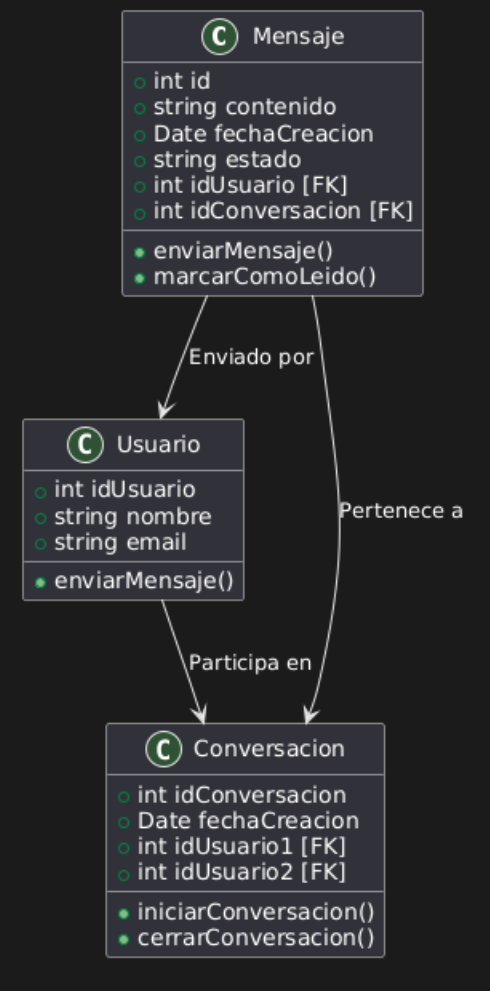 C Mensaje
int id
string contenido
Date fechaCreacion
string estado
int idUsuario [FK]
int idConversacion [FK]
enviarMensaje()
marcarComoLeido()
Enviado por
C Usuario
int idUsuario
string nombre
string email
enviarMensaje()
Pertenece a
Participa en
C Conversacion
int idConversacion
Date fechaCreacion
int idUsuario1 [FK]
int idUsuario2 [FK]
iniciarConversacion()
cerrarConversacion()